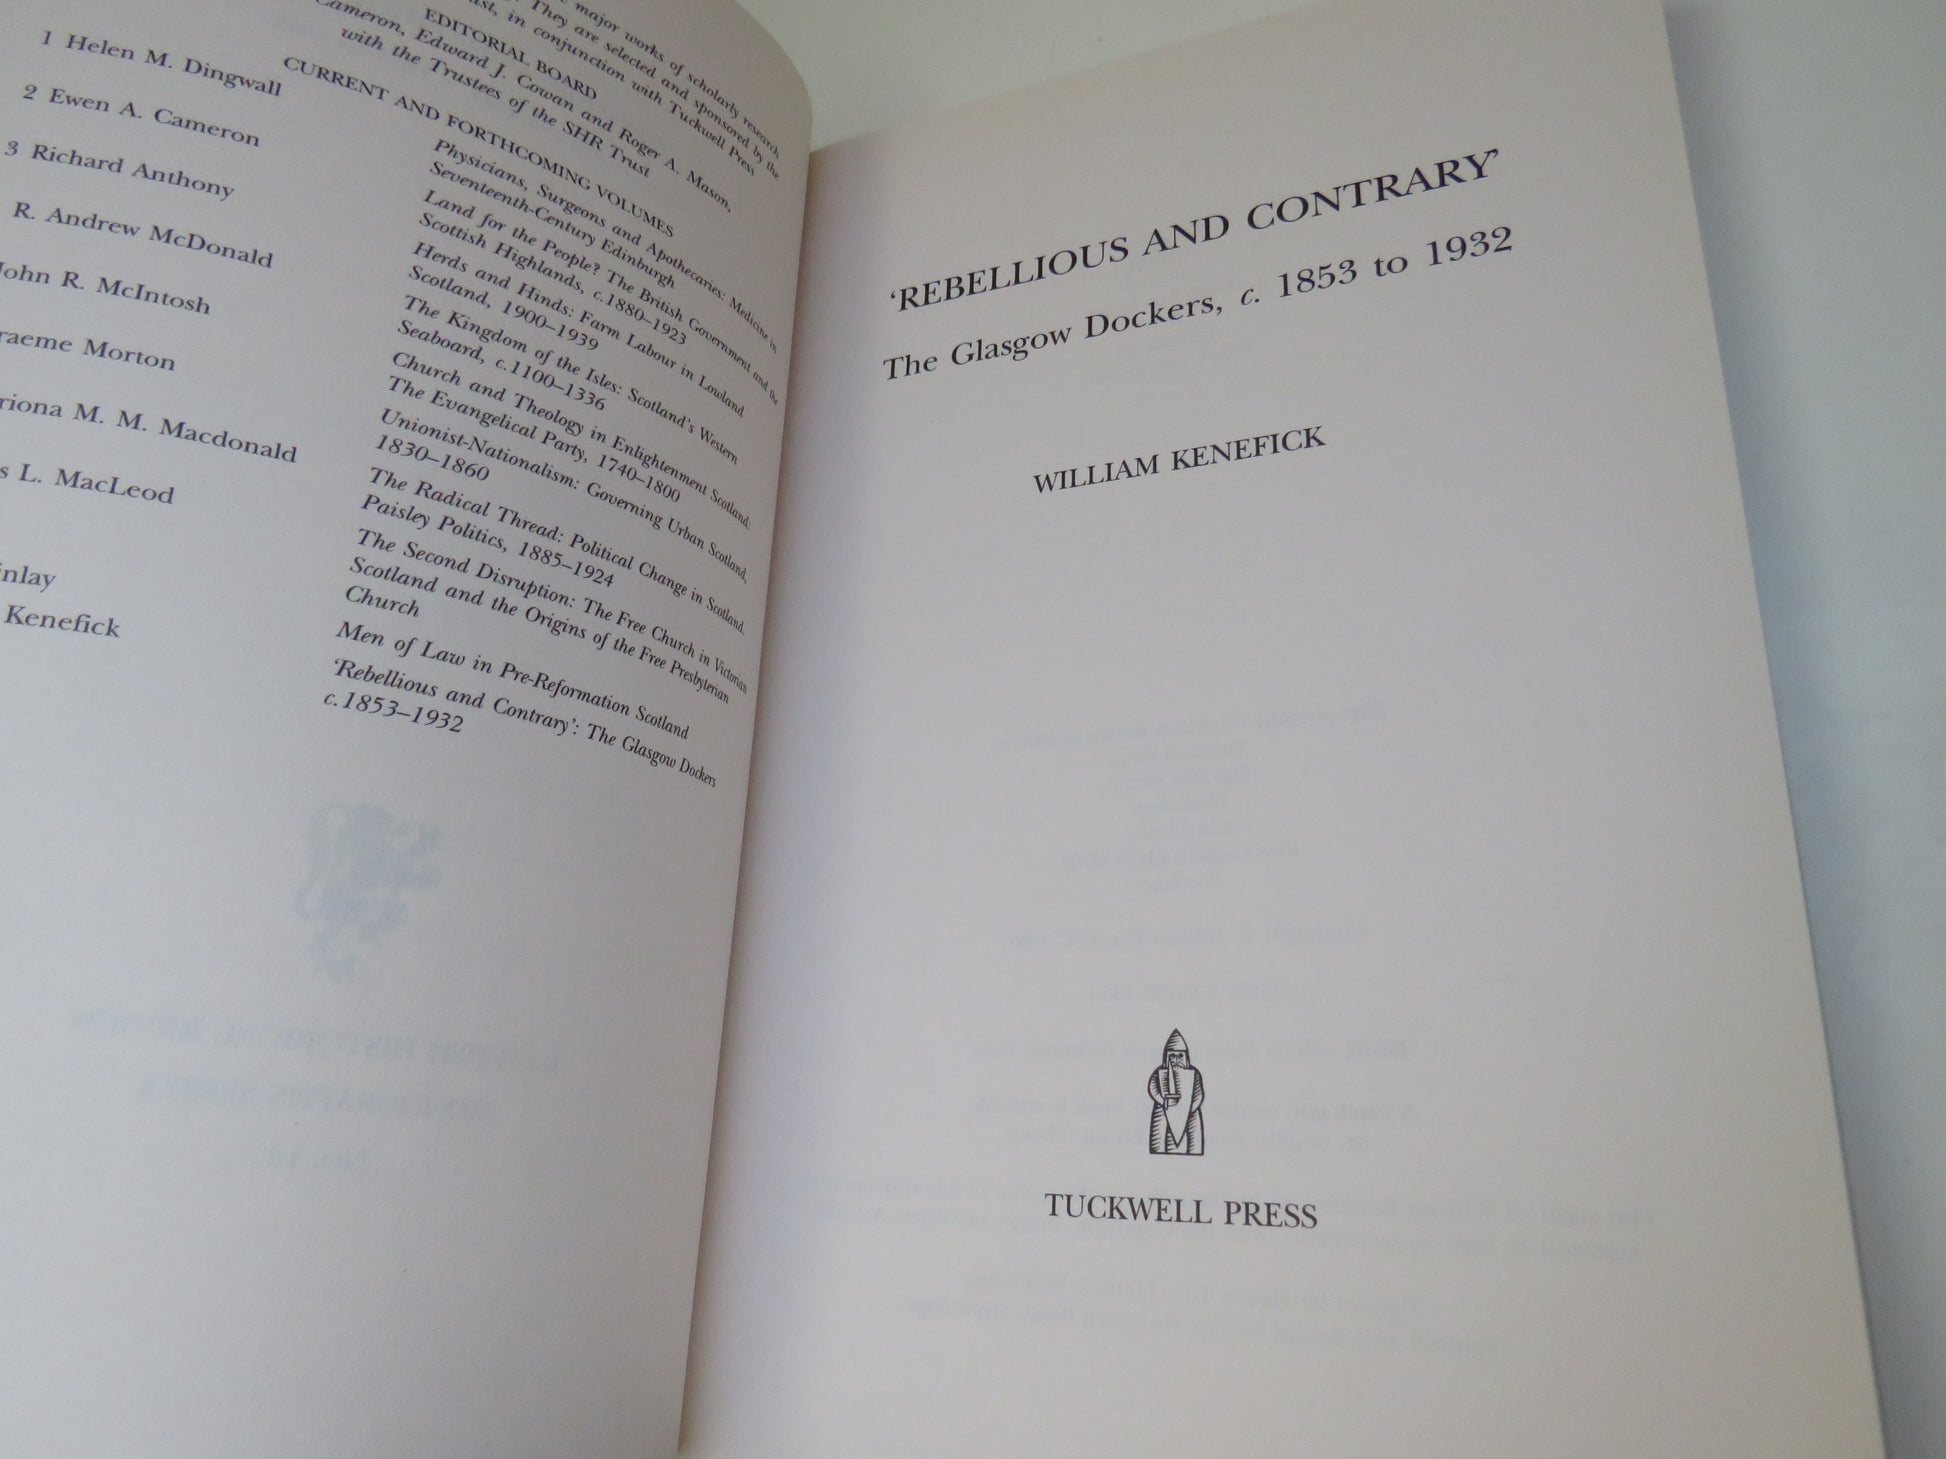 major works of scholarly research
They are selected and sponsored by the
in conjunction with Tuckwell Press
EDITORIAL BOARD
Cameron, Edward J. Cowan and Roger A. Mason,
with the Trustees of the SHR Trust
CURRENT AND FORTHCOMING VOLUMES
1 Helen M. Dingwall
Physicians, Surgeons and Apothecaries: Medicine in
Seventeenth-Century Edinburgh
2 Ewen A. Cameron
Land for the People? The British Government and the
Scottish Highlands, c.1880–1923
3 Richard Anthony
Herds and Hinds: Farm Labour in Lowland
Scotland, 1900–1939
R. Andrew McDonald
The Kingdom of the Isles: Scotland's Western
Seaboard, c.1100–1336
John R. McIntosh
Church and Theology in Enlightenment Scotland:
The Evangelical Party, 1740–1800
raeme Morton
Unionist-Nationalism: Governing Urban Scotland,
1830–1860
riona M. M. Macdonald
The Radical Thread: Political Change in Scotland.
Paisley Politics, 1885–1924
s L. MacLeod
The Second Disruption: The Free Church in Victorian
Scotland and the Origins of the Free Presbyterian
Church
nlay
Men of Law in Pre-Reformation Scotland
Kenefick
'Rebellious and Contrary': The Glasgow Dockers
c.1853–1932
'REBELLIOUS AND CONTRARY'
The Glasgow Dockers, c. 1853 to 1932
WILLIAM KENEFICK
TUCKWELL PRESS